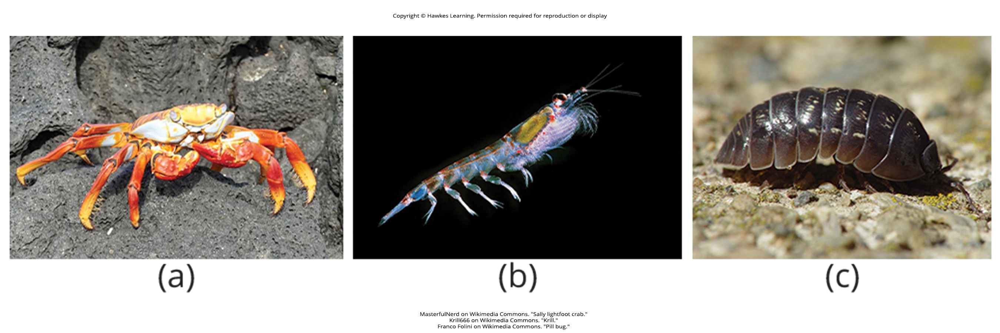 Copyright © Hawkes Learning. Permission required for reproduction or display
(a)
(b)
(c)
MasterfulNerd on Wikimedia Commons. "Sally lightfoot crab."
Krill666 on Wikimedia Commons. "Krill."
Franco Folini on Wikimedia Commons. "Pill bug."